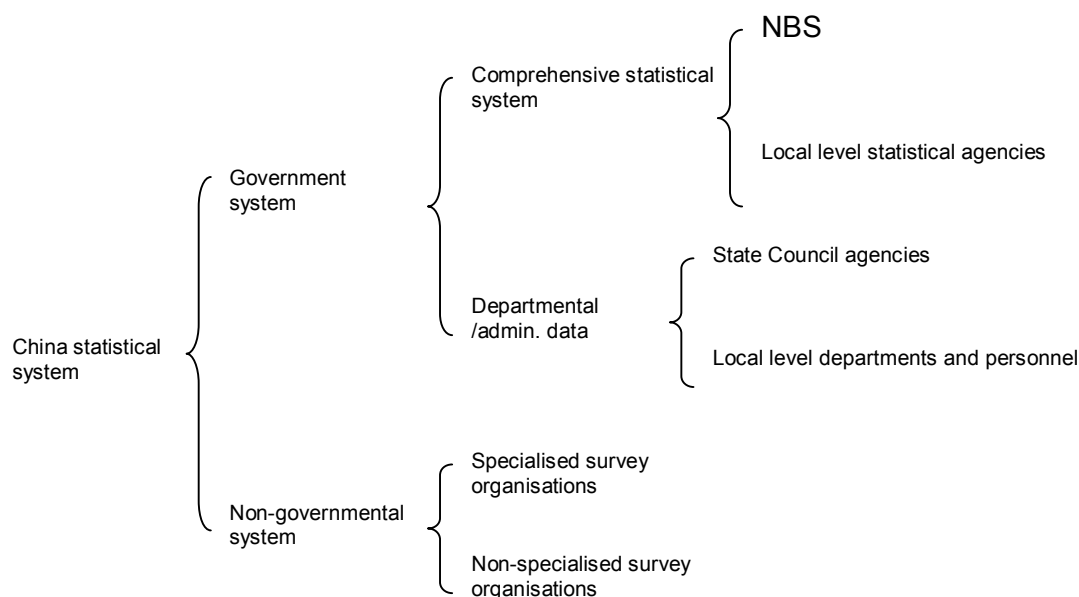 NBS
Comprehensive statistical
system
Local level statistical agencies
Government
system
State Council agencies
Departmental
/admin. data
China statistical
system
Local level departments and personnel
Specialised survey
organisations
Non-governmental
system
Non-specialised survey
organisations